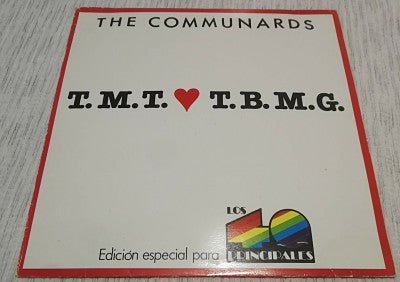 THE COMMUNARDS
T.M.T. ♥ T.B.M.G.
LOS
40
Edición especial para
PRINCIPALES